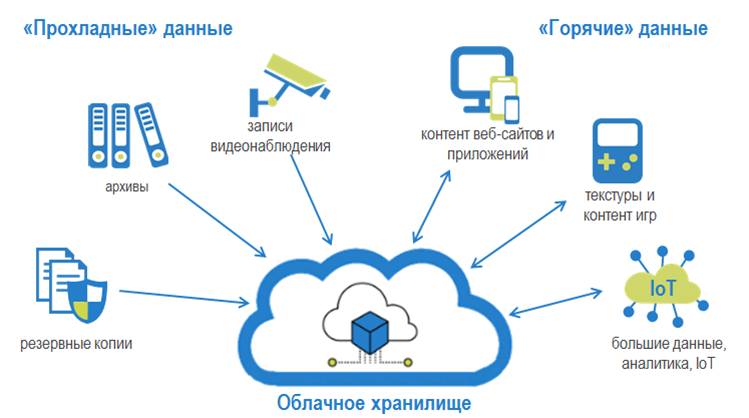 «Прохладные» данные
«Горячие» данные
записи
видеонаблюдения
контент веб-сайтов и
приложений
архивы
текстуры и
контент игр
IoT
резервные копии
большие данные,
аналитика, IoT
Облачное хранилище